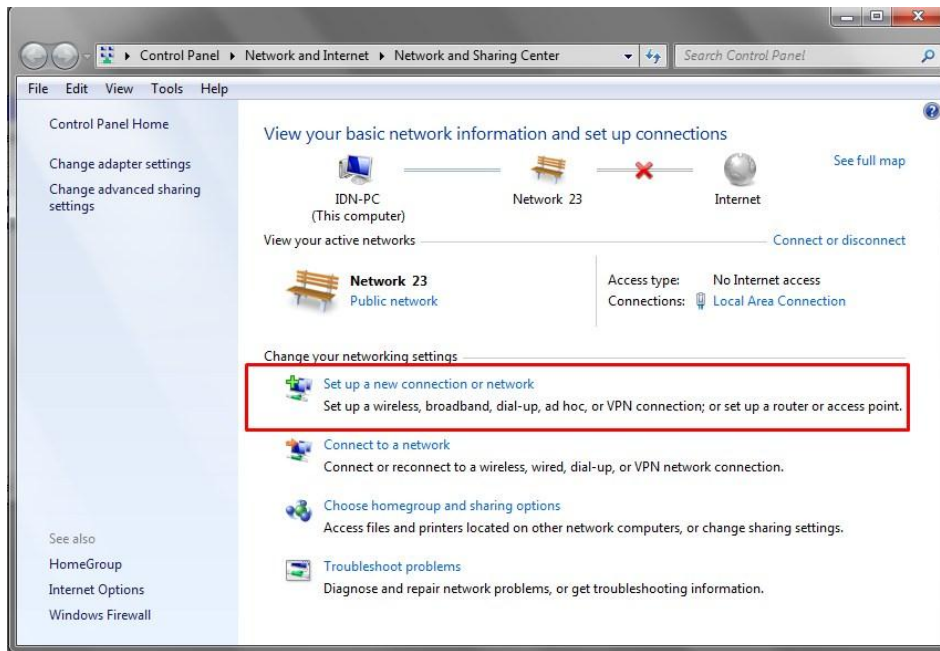 Control Panel Network and Internet Network and Sharing Center Search Control Panel
File Edit View Tools Help
Control Panel Home
Change adapter settings
Change advanced sharing
settings
See also
HomeGroup
Internet Options
Windows Firewall
View your basic network information and set up connections
See full map
IDN-PC
(This computer)
Network 23
Internet
View your active networks
Connect or disconnect
Network 23
Public network
Access type: No Internet access
Connections: Local Area Connection
Change your networking settings
Set up a new connection or network
Set up a wireless, broadband, dial-up, ad hoc, or VPN connection; or set up a router or access point.
Connect to a network
Connect or reconnect to a wireless, wired, dial-up, or VPN network connection.
Choose homegroup and sharing options
Access files and printers located on other network computers, or change sharing settings.
Troubleshoot problems
Diagnose and repair network problems, or get troubleshooting information.